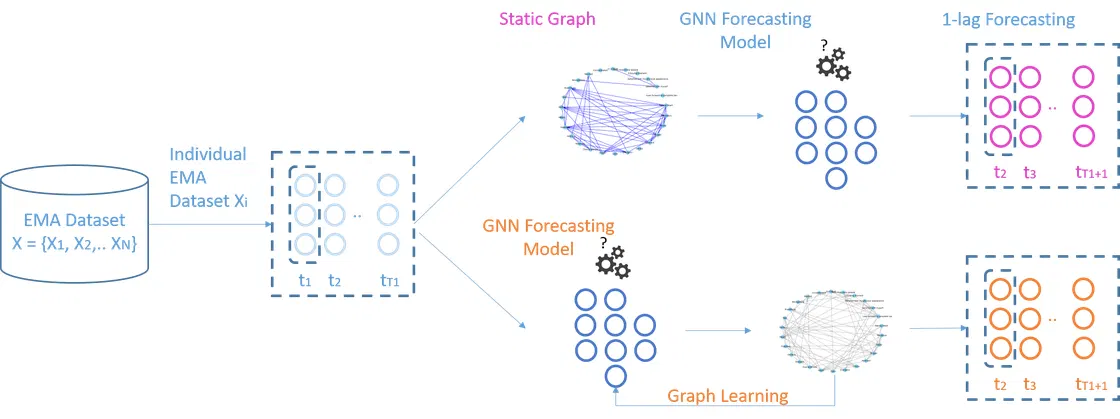 Static Graph
GNN Forecasting
Model
1-lag Forecasting
?
Individual
EMA
Dataset Xi
t2 t3 tT1+1
EMA Dataset
X = {X1, X2,.. XN}
..
..
t1 t2 tT1
GNN Forecasting
Model
?
..
t2 t3 tT1+1
Graph Learning